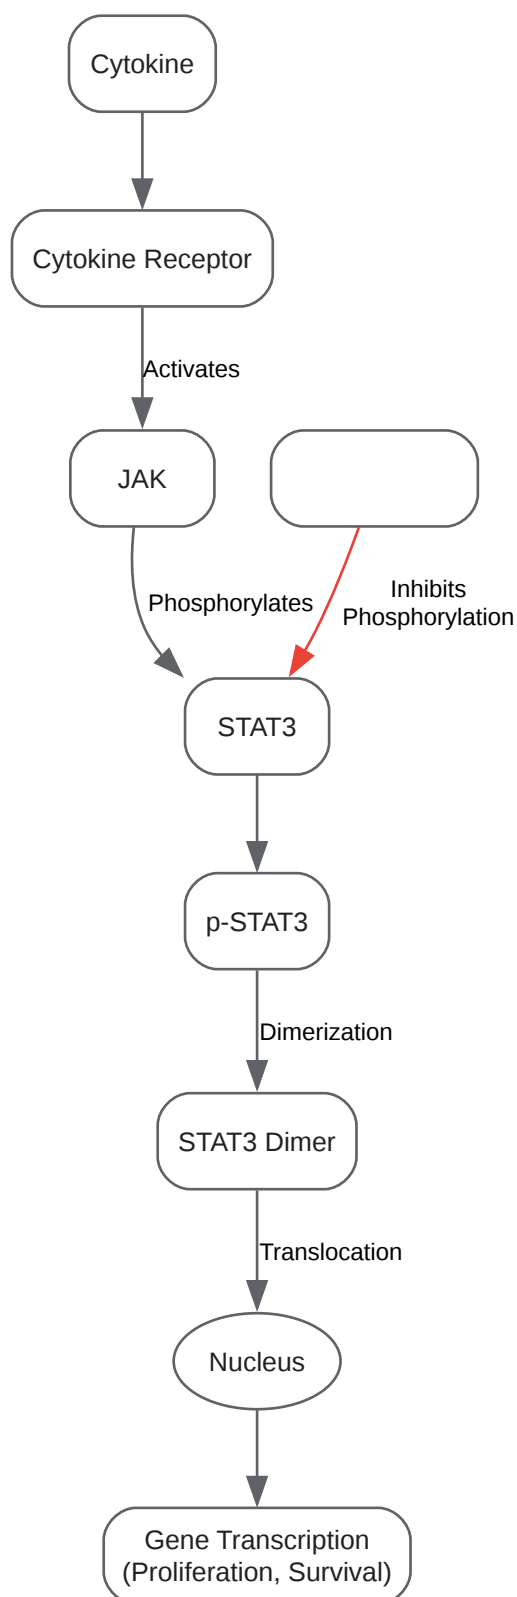 Cytokine
Cytokine Receptor
Activates
JAK
Phosphorylates
Inhibits
Phosphorylation
STAT3
p-STAT3
Dimerization
STAT3 Dimer
Translocation
Nucleus
Gene Transcription
(Proliferation, Survival)